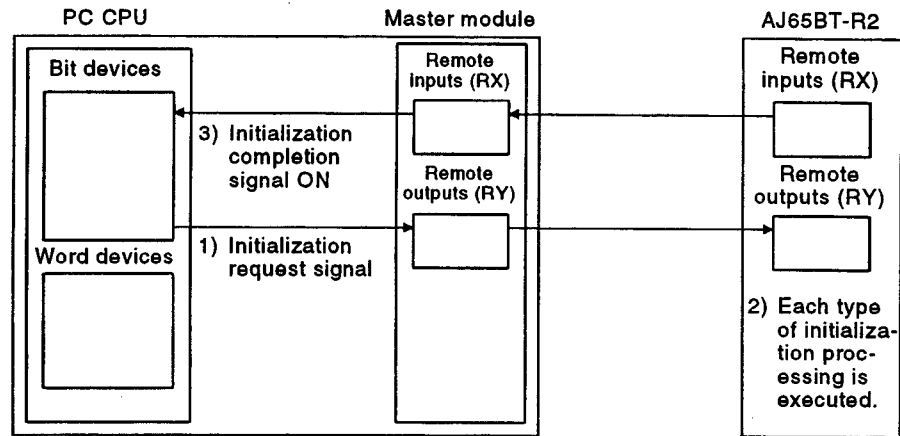 PC CPU
Master module
AJ65BT-R2
Bit devices
Remote
inputs (RX)
Remote
inputs (RX)
3) Initialization
completion
signal ON
Remote
outputs (RY)
Remote
outputs (RY)
1) Initialization
request signal
Word devices
2) Each type
of initializa-
tion proc-
essing is
executed.